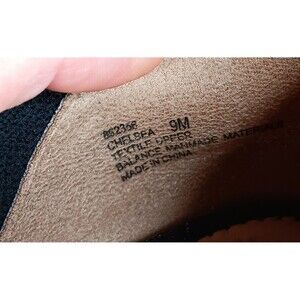 CHELSEA 9M
TEXTILE UPPER
BALANCE MANMADE MATERIALS
MADE IN CHINA